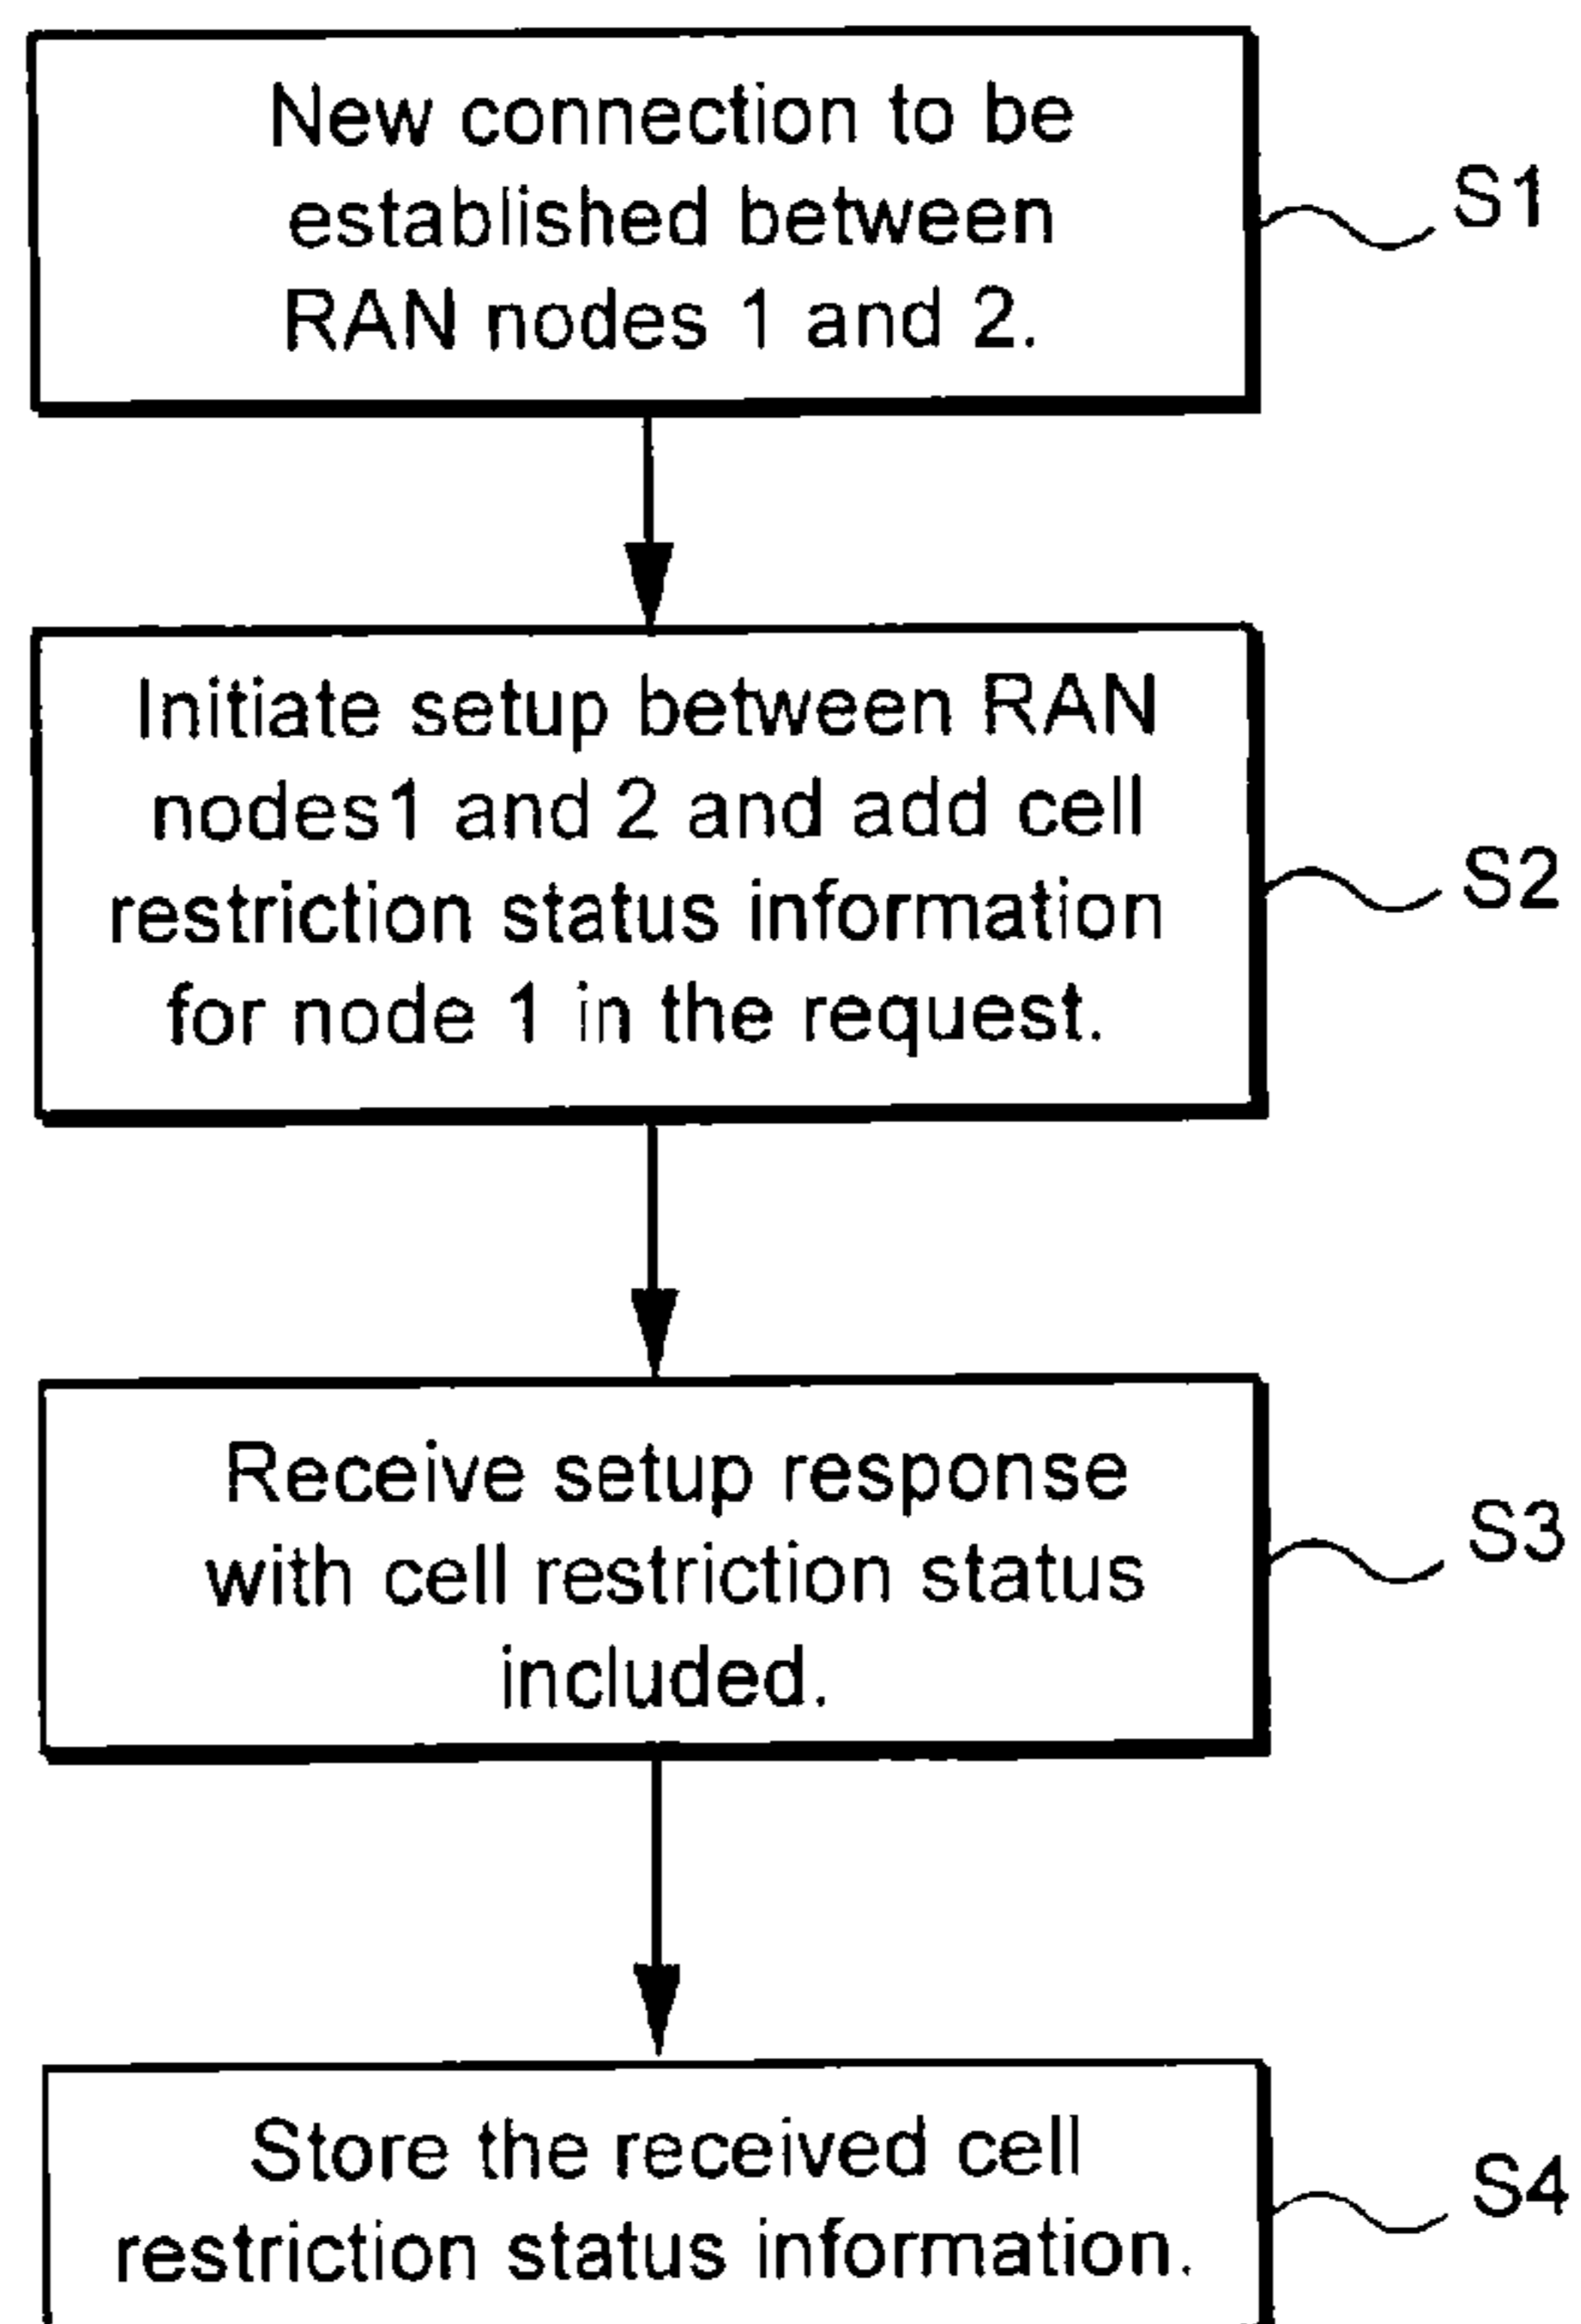 New connection to be
established between
RAN nodes 1 and 2.
S1
Initiate setup between RAN
nodes1 and 2 and add cell
restriction status information
for node 1 in the request.
S2
Receive setup response
with cell restriction status
included.
S3
Store the received cell
restriction status information.
S4